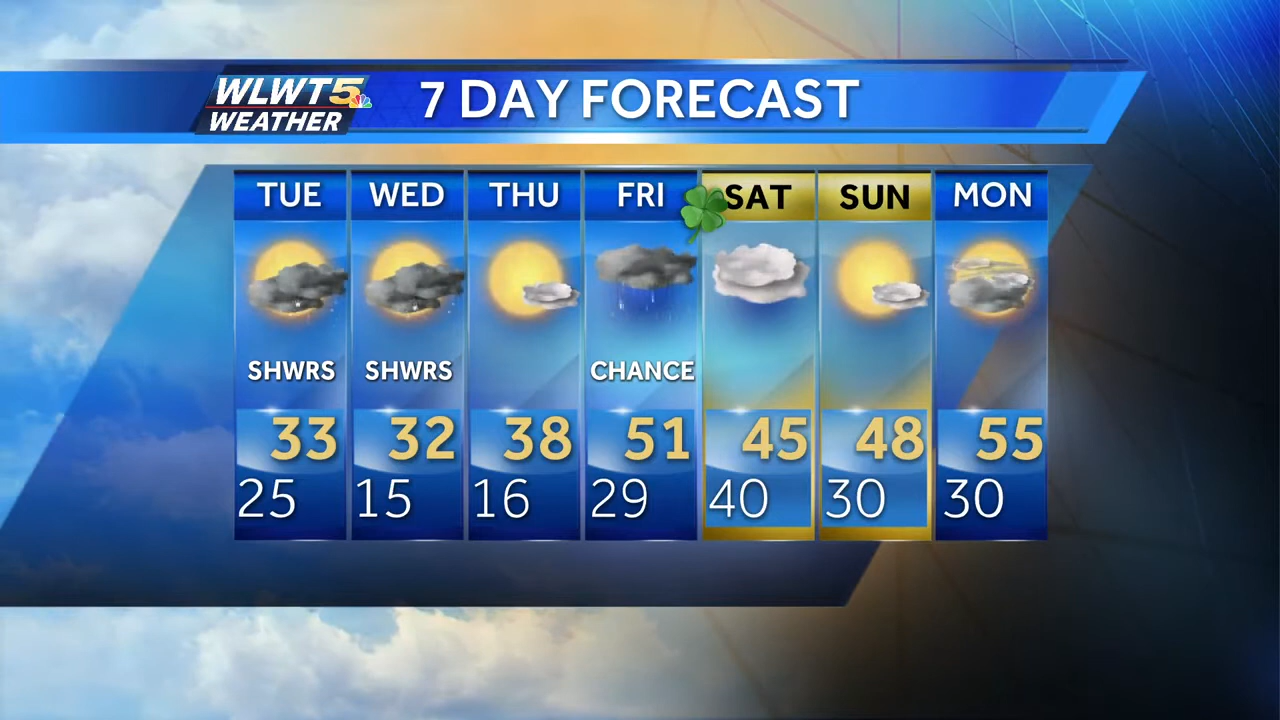 WLWT5
WEATHER
7 DAY FORECAST
TUE WED THU FRI SAT SUN MON
SHWRS SHWRS CHANCE
33 32 38 51 45 48 55
25 15 16 29 40 30 30